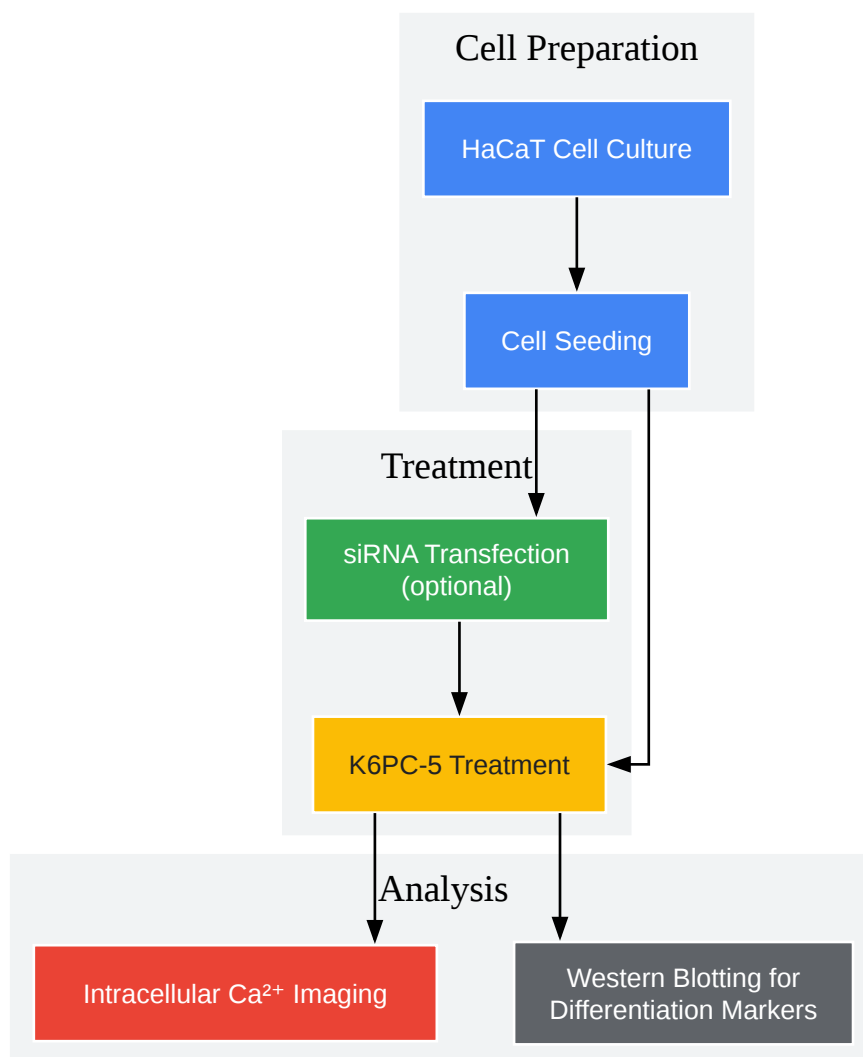 Cell Preparation
HaCaT Cell Culture
Cell Seeding
Treatment
siRNA Transfection
(optional)
K6PC-5 Treatment
Analysis
Intracellular Ca²⁺ Imaging
Western Blotting for
Differentiation Markers